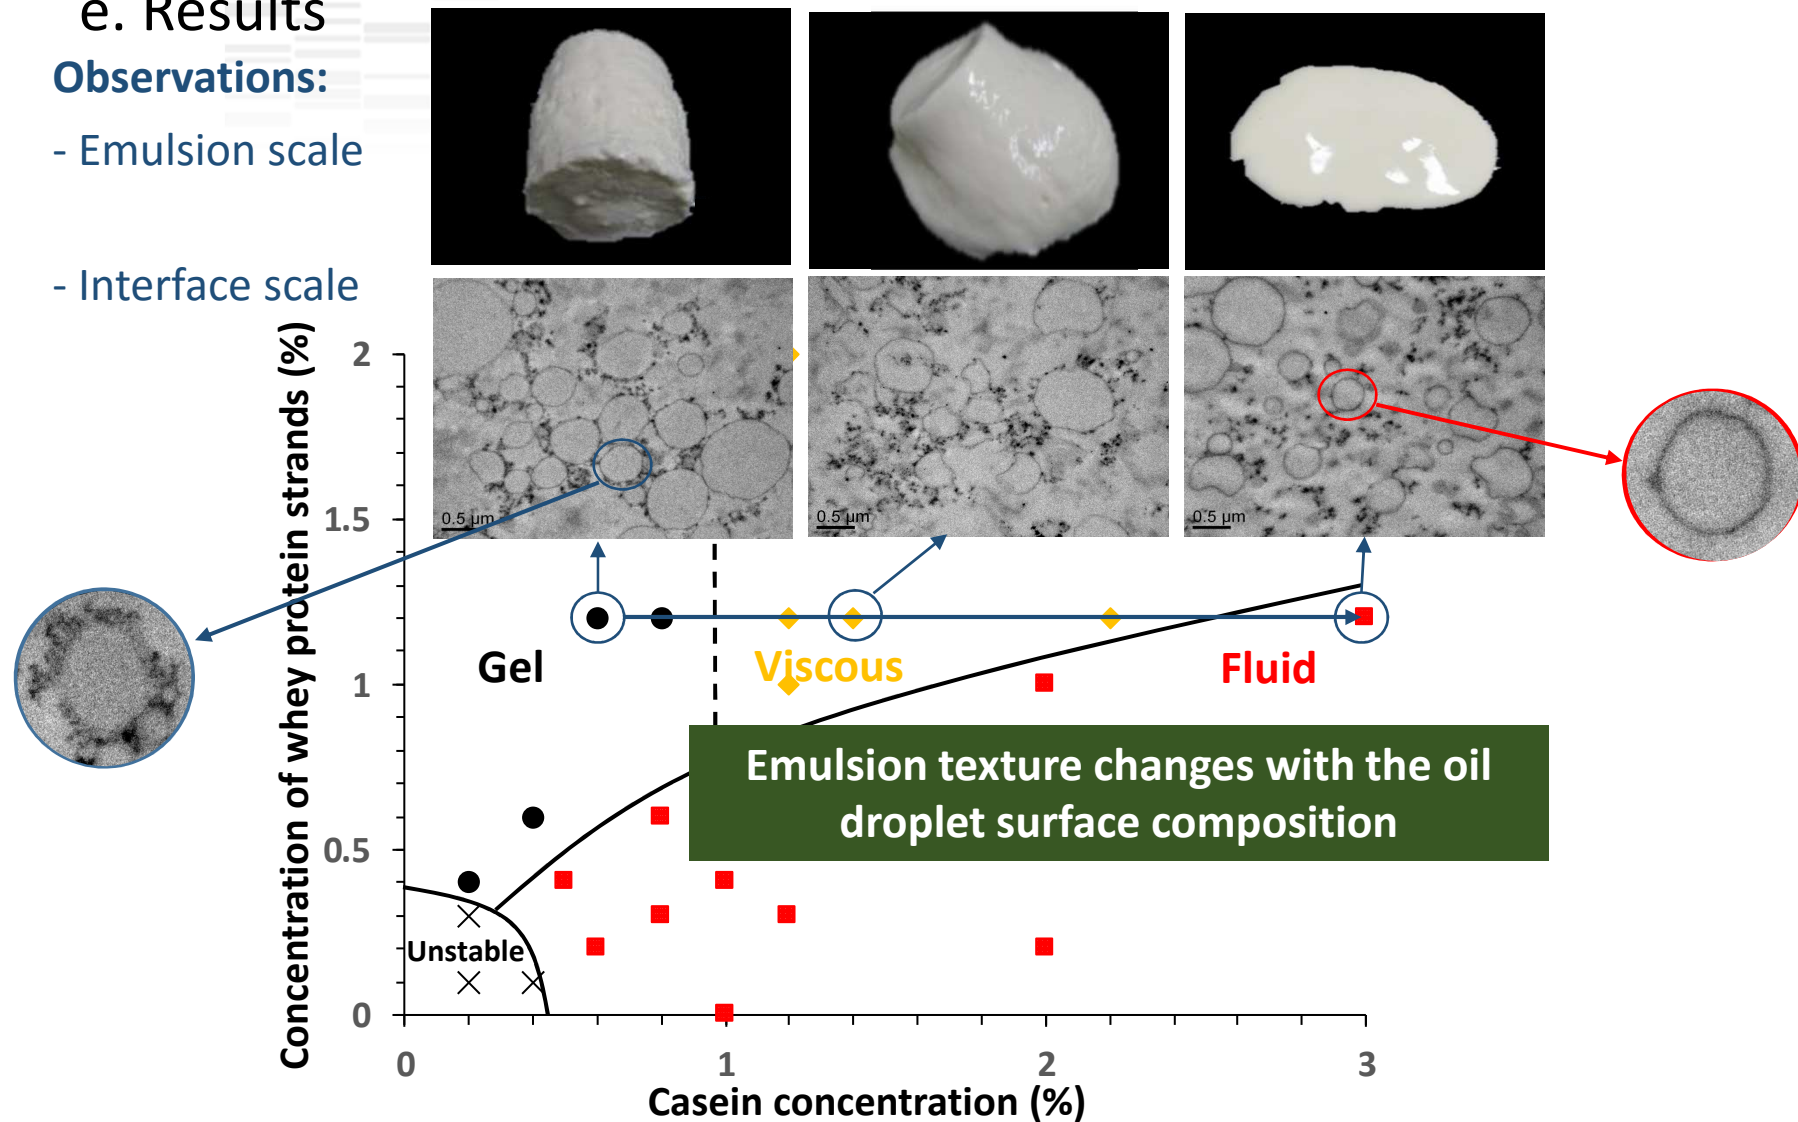 e. Results
Observations:
- Emulsion scale
- Interface scale
0.5 µm
0.5 µm
0.5 µm
Concentration of whey protein strands (%)
2
1.5
1
0.5
0
Gel
Viscous
Fluid
Emulsion texture changes with the oil
droplet surface composition
Unstable
0
1
2
3
Casein concentration (%)